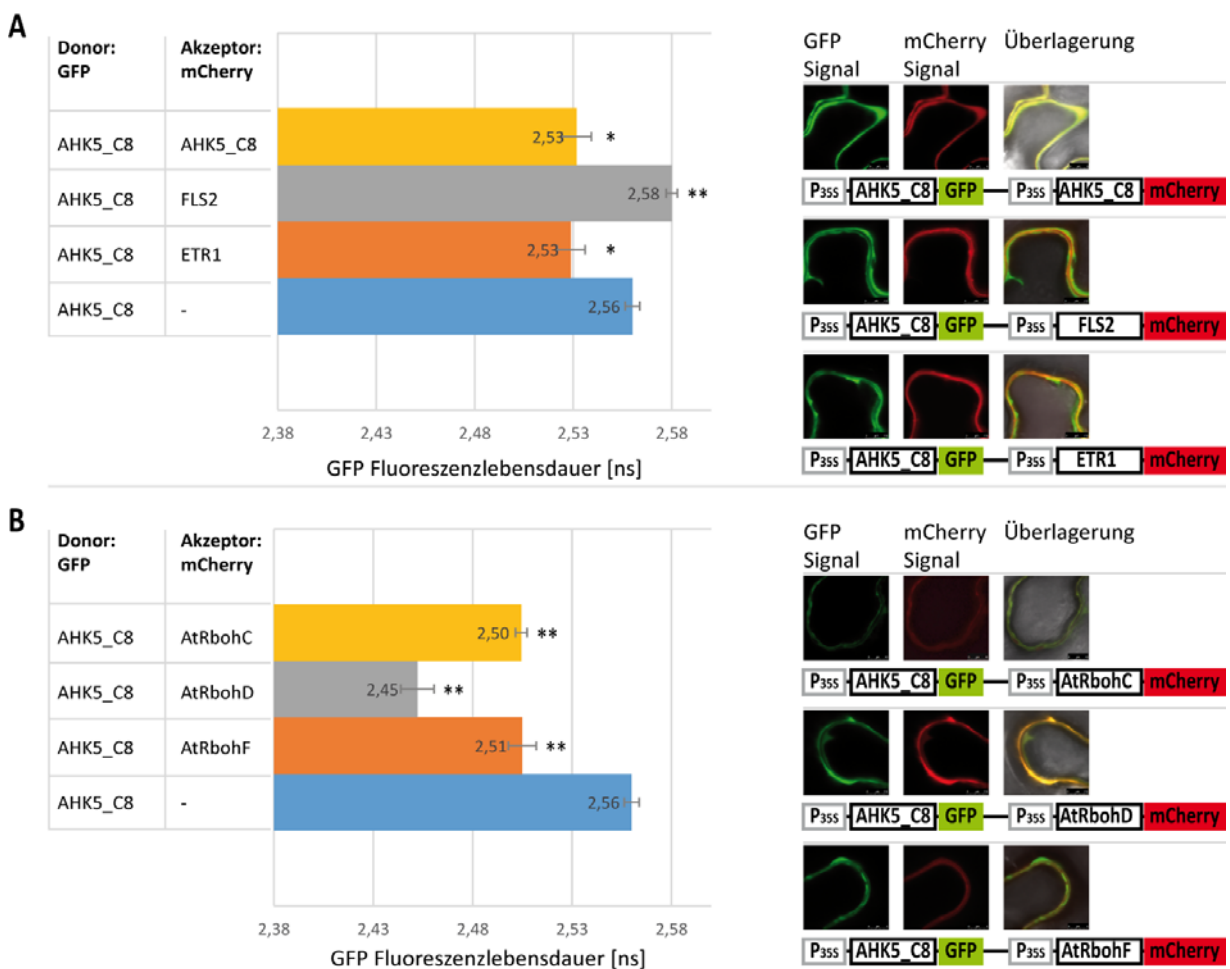 A
Donor: GFP
Akzeptor: mCherry
AHK5_C8 AHK5_C8
AHK5_C8 FLS2
AHK5_C8 ETR1
AHK5_C8 -
2,53 *
2,58 **
2,53 *
2,56
2,38 2,43 2,48 2,53 2,58
GFP Fluoreszenzlebensdauer [ns]
GFP Signal
mCherry Signal
Überlagerung
P35S AHK5_C8 GFP P35S AHK5_C8 mCherry
P35S AHK5_C8 GFP P35S FLS2 mCherry
P35S AHK5_C8 GFP P35S ETR1 mCherry
B
Donor: GFP
Akzeptor: mCherry
AHK5_C8 AtRbohC
AHK5_C8 AtRbohD
AHK5_C8 AtRbohF
AHK5_C8 -
2,50 **
2,45 **
2,51 **
2,56
2,38 2,43 2,48 2,53 2,58
GFP Fluoreszenzlebensdauer [ns]
GFP Signal
mCherry Signal
Überlagerung
P35S AHK5_C8 GFP P35S AtRbohC mCherry
P35S AHK5_C8 GFP P35S AtRbohD mCherry
P35S AHK5_C8 GFP P35S AtRbohF mCherry